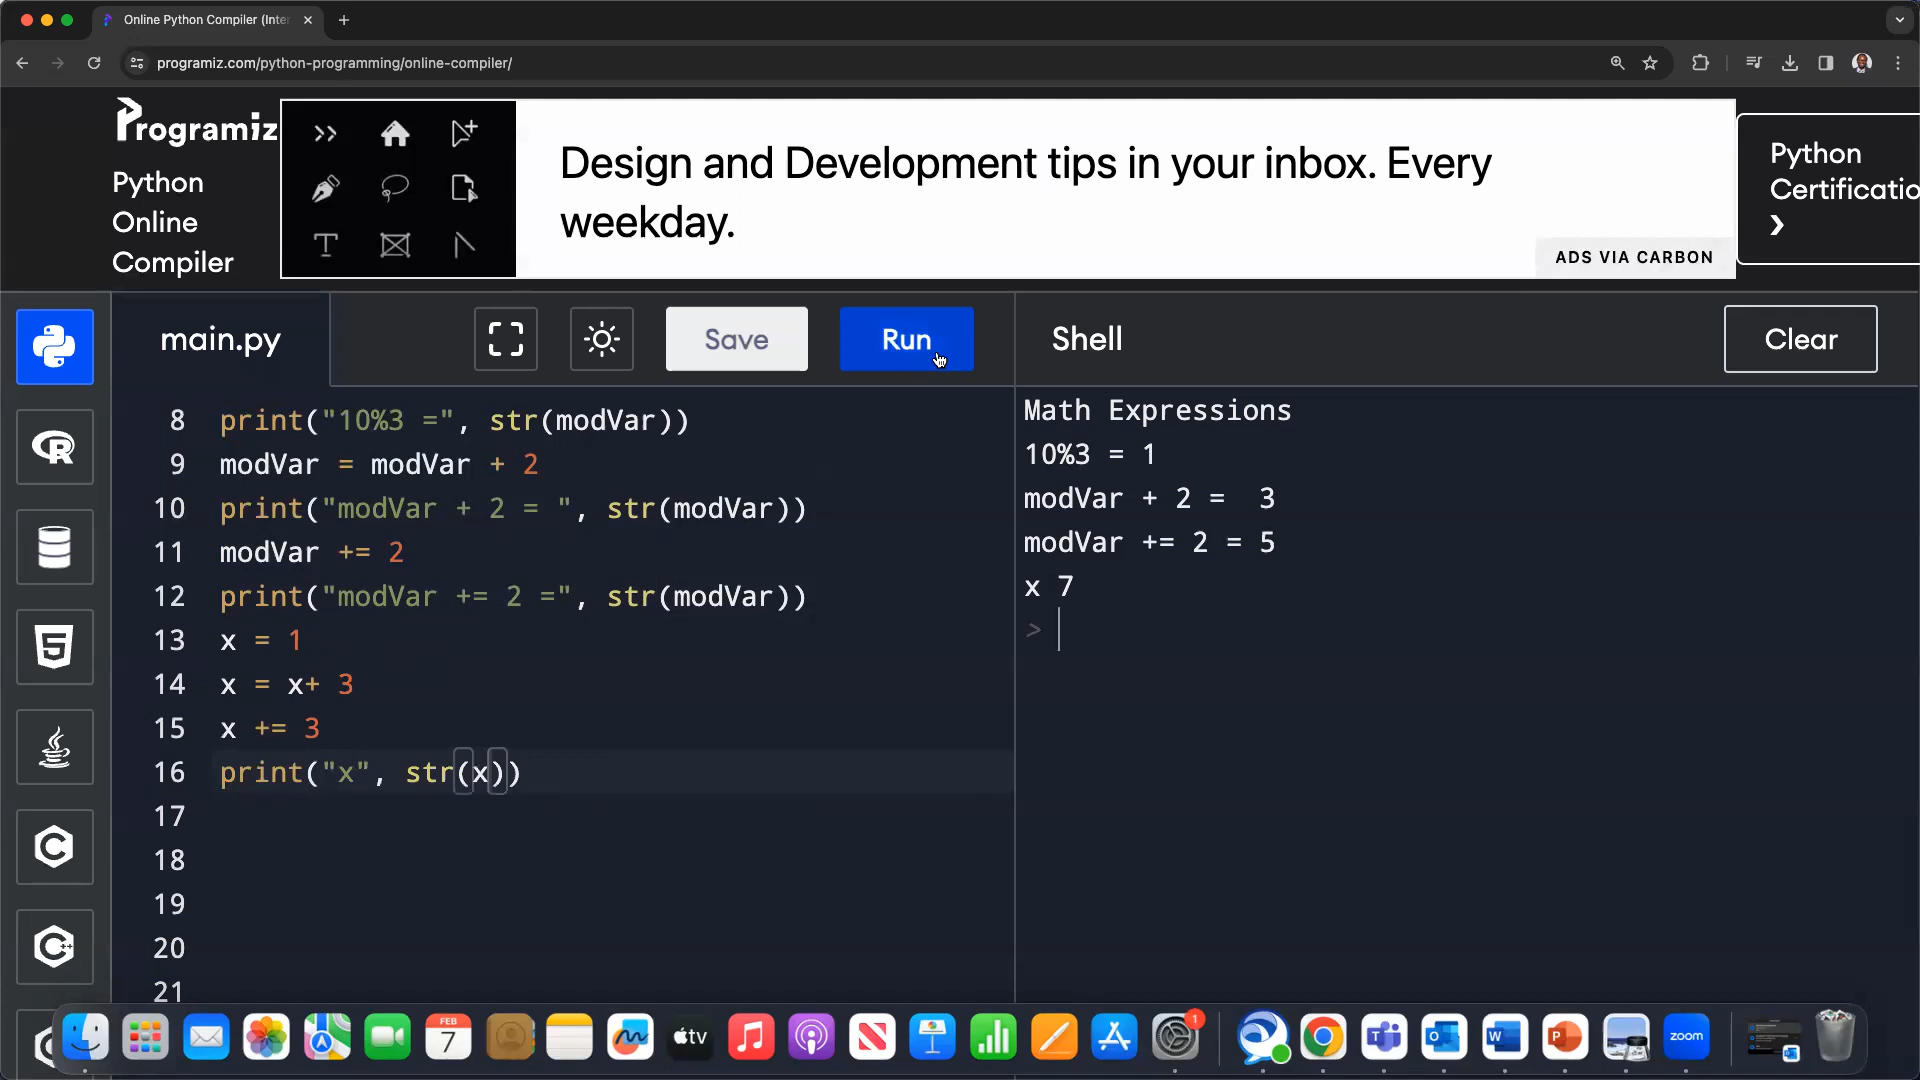 Online Python Compiler (Inter
programiz.com/python-programming/online-compiler/
Programiz
Python
Online
Compiler
Design and Development tips in your inbox. Every
weekday.
ADS VIA CARBON
Python
Certificatio
main.py
Save
Run
Shell
Clear
8 print("10%3 =", str(modVar))
9 modVar = modVar + 2
10 print("modVar + 2 = ", str(modVar))
11 modVar += 2
12 print("modVar += 2 =", str(modVar))
13 x = 1
14 x = x+ 3
15 x += 3
16 print("x", str(x))
17
18
19
20
21
Math Expressions
10%3 = 1
modVar + 2 =  3
modVar += 2 = 5
x 7
>
FEB
7
tv
1
zoom